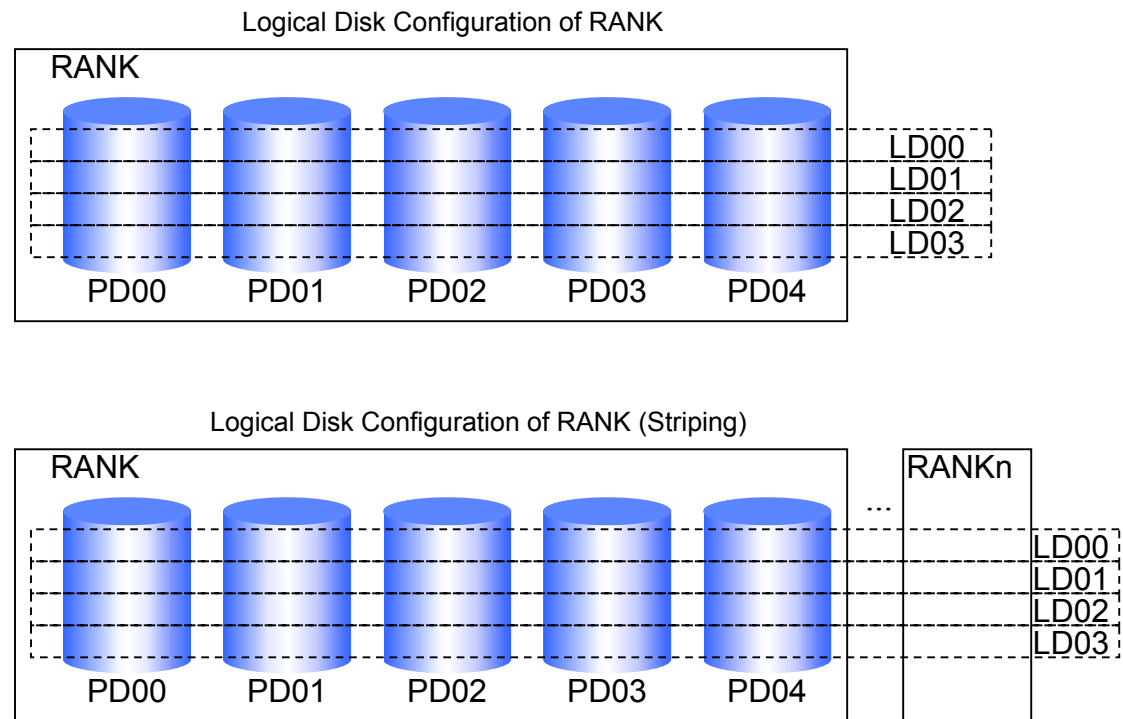 Logical Disk Configuration of RANK
RANK
LD00
LD01
LD02
LD03
PD00 PD01 PD02 PD03 PD04
Logical Disk Configuration of RANK (Striping)
RANK
RANKn
...
LD00
LD01
LD02
LD03
PD00 PD01 PD02 PD03 PD04